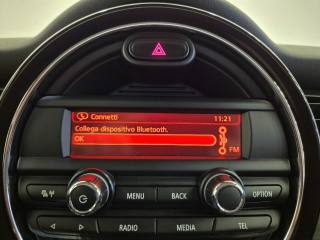 Connetti
11:21
Collega dispositivo Bluetooth.
OK
FM
MENU
BACK
OPTION
RADIO
MEDIA
TEL